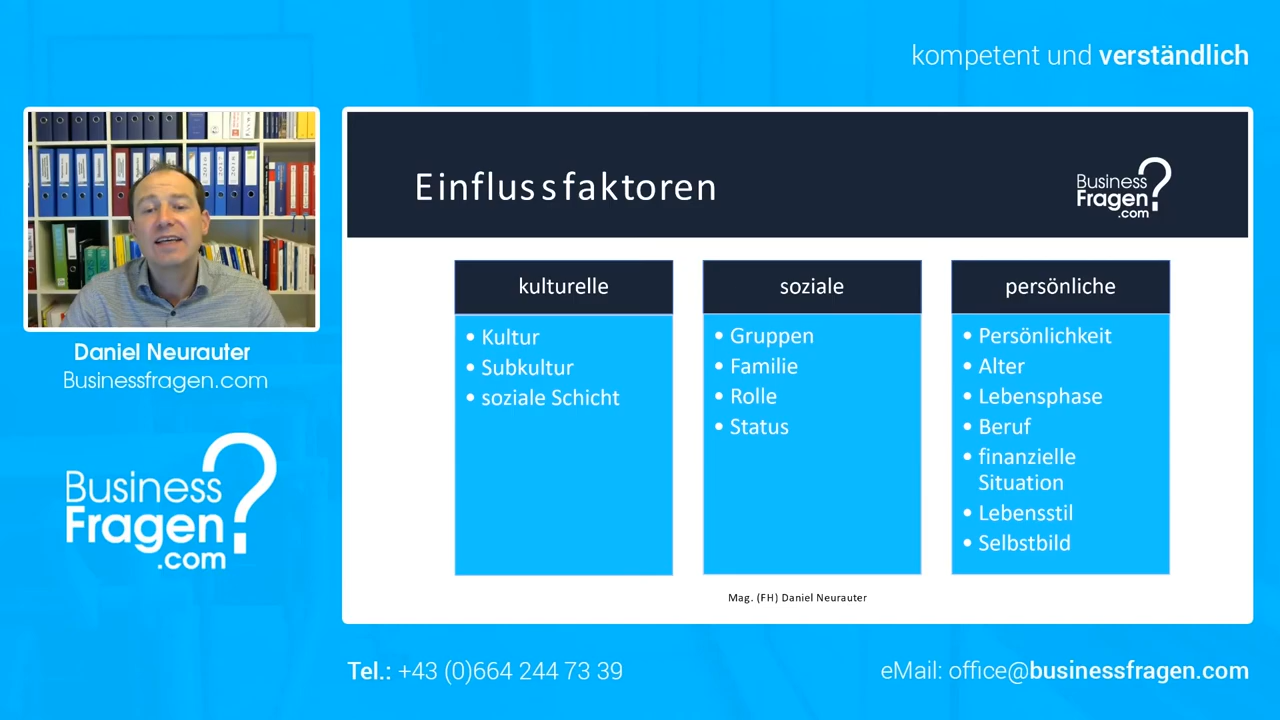 kompetent und verständlich
Einflussfaktoren
Business
Fragen
.com
kulturelle
• Kultur
• Subkultur
• soziale Schicht
soziale
• Gruppen
• Familie
• Rolle
• Status
persönliche
• Persönlichkeit
• Alter
• Lebensphase
• Beruf
• finanzielle
Situation
• Lebensstil
• Selbstbild
Mag. (FH) Daniel Neurauter
Daniel Neurauter
Businessfragen.com
Business
Fragen
.com
Tel.: +43 (0)664 244 73 39
eMail: office@businessfragen.com